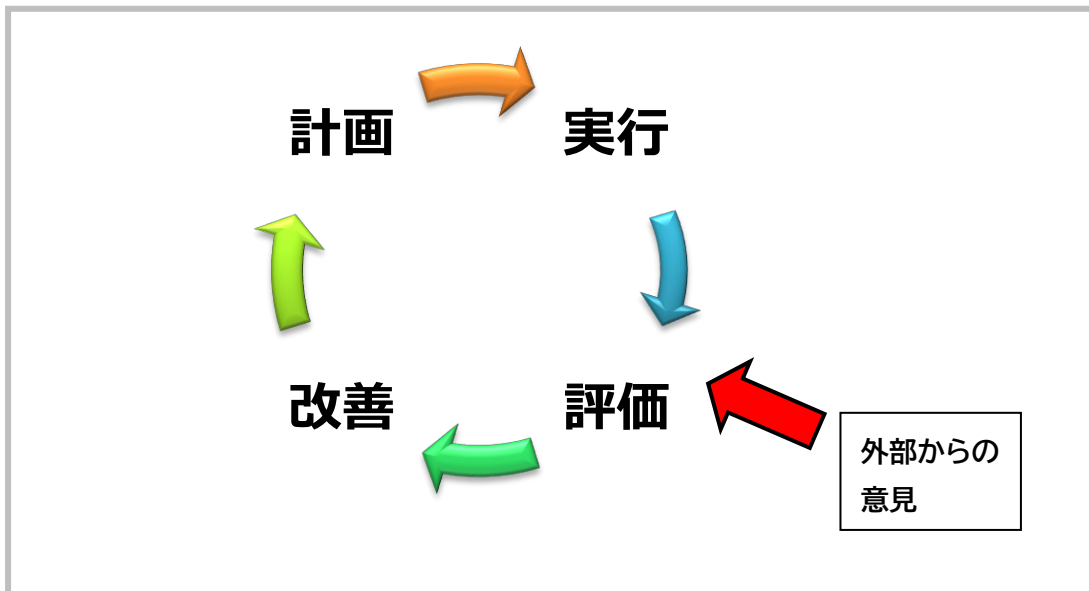 計画
実行
改善
評価
外部からの
意見